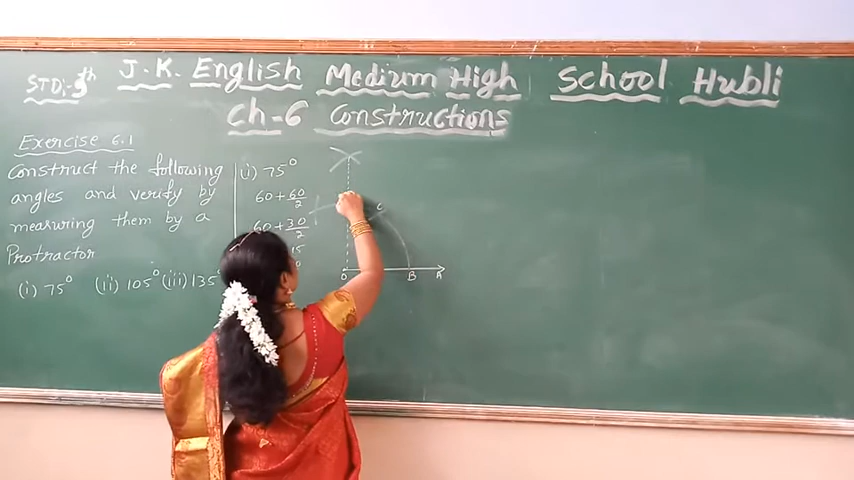 STD:- 9th
J.K. English Medium High School Hubli
Ch-6 Constructions
Exercise 6.1
Construct the following
angles and verify by
measuring them by a
Protractor
(i) 75° (ii) 105° (iii) 135°
(i) 75°
60+60/2
60+30/2
15
C
O B A